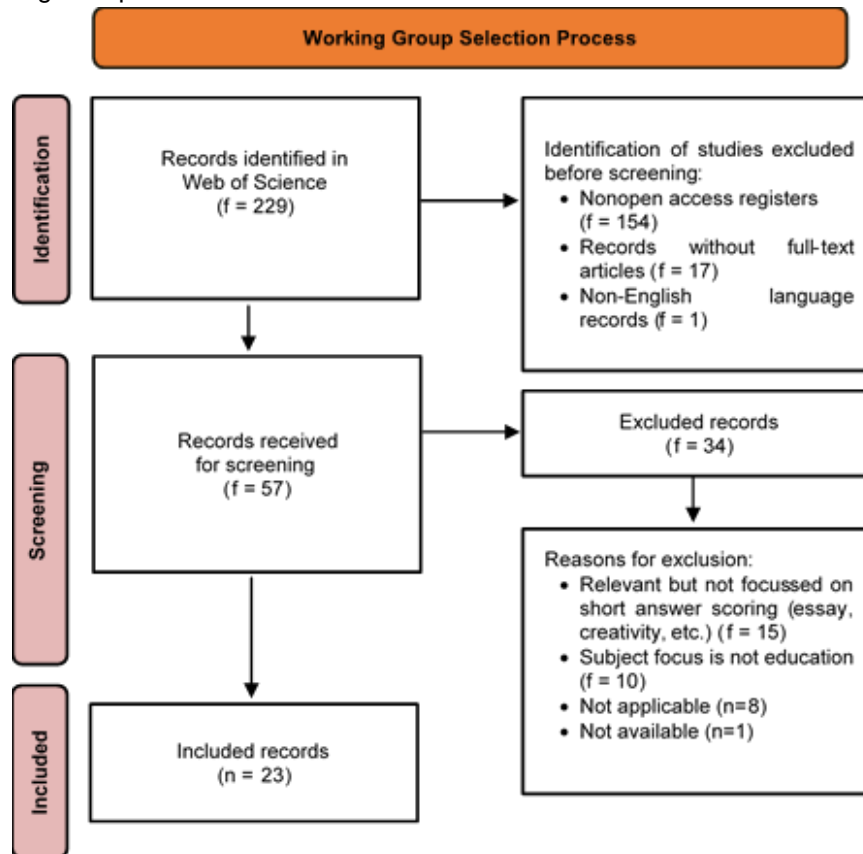 Working Group Selection Process
Identification
Records identified in
Web of Science
(f = 229)
Identification of studies excluded
before screening:
• Nonopen access registers
(f = 154)
• Records without full-text
articles (f = 17)
• Non-English language
records (f = 1)
Screening
Records received
for screening
(f = 57)
Excluded records
(f = 34)
Reasons for exclusion:
• Relevant but not focussed on
short answer scoring (essay,
creativity, etc.) (f = 15)
• Subject focus is not education
(f = 10)
• Not applicable (n=8)
• Not available (n=1)
Included
Included records
(n = 23)